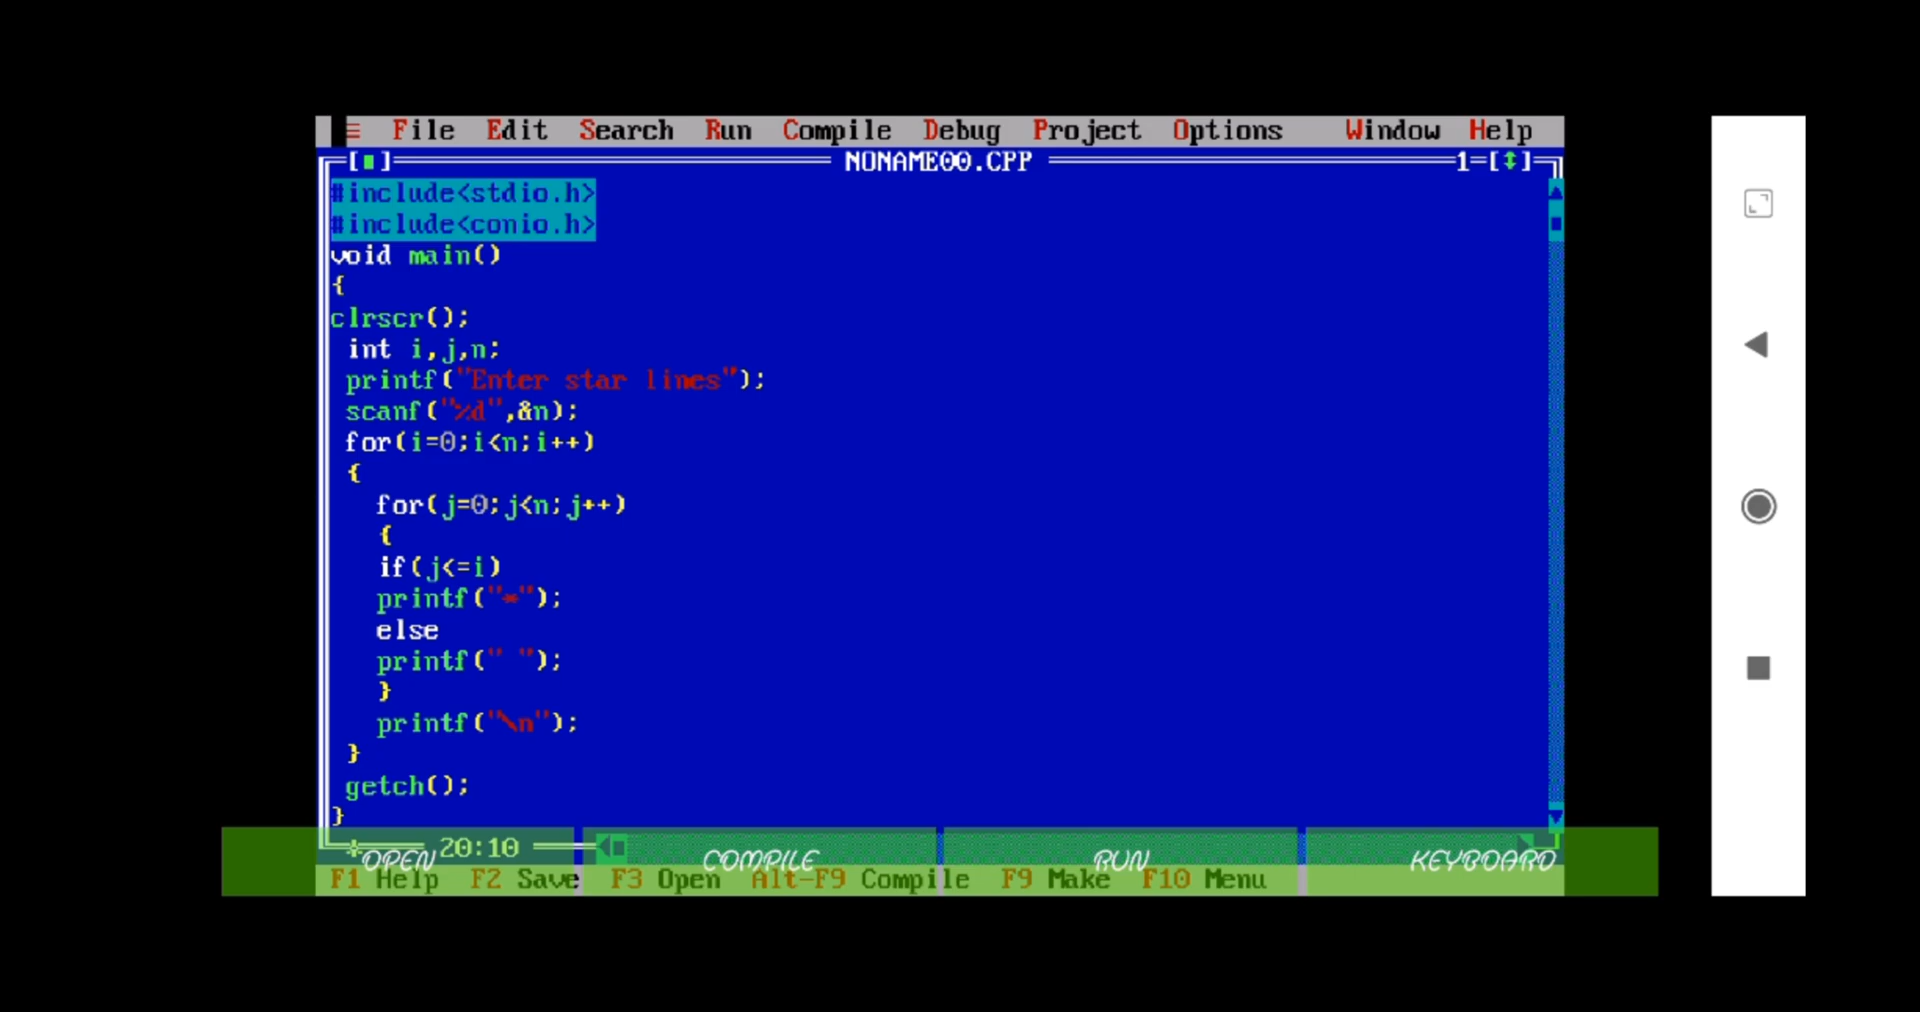 ≡ File Edit Search Run Compile Debug Project Options Window Help
[■] NONAME00.CPP 1=[↕]
#include<stdio.h>
#include<conio.h>
void main()
{
clrscr();
int i,j,n;
printf("Enter star lines");
scanf("%d",&n);
for(i=0;i<n;i++)
{
for(j=0;j<n;j++)
{
if(j<=i)
printf("*");
else
printf(" ");
}
printf("\n");
}
getch();
}
* 20:10
OPEN COMPILE RUN KEYBOARD
F1 Help F2 Save F3 Open Alt-F9 Compile F9 Make F10 Menu